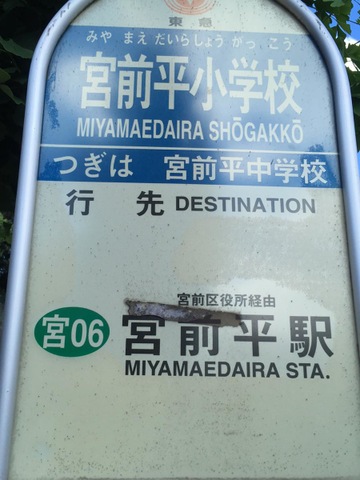 東急
みやまえだいらしょうがっこう
宮前平小学校
MIYAMAEDAIRA SHŌGAKKŌ
つぎは 宮前平中学校
行先 DESTINATION
宮前区役所経由
宮06 宮前平駅
MIYAMAEDAIRA STA.